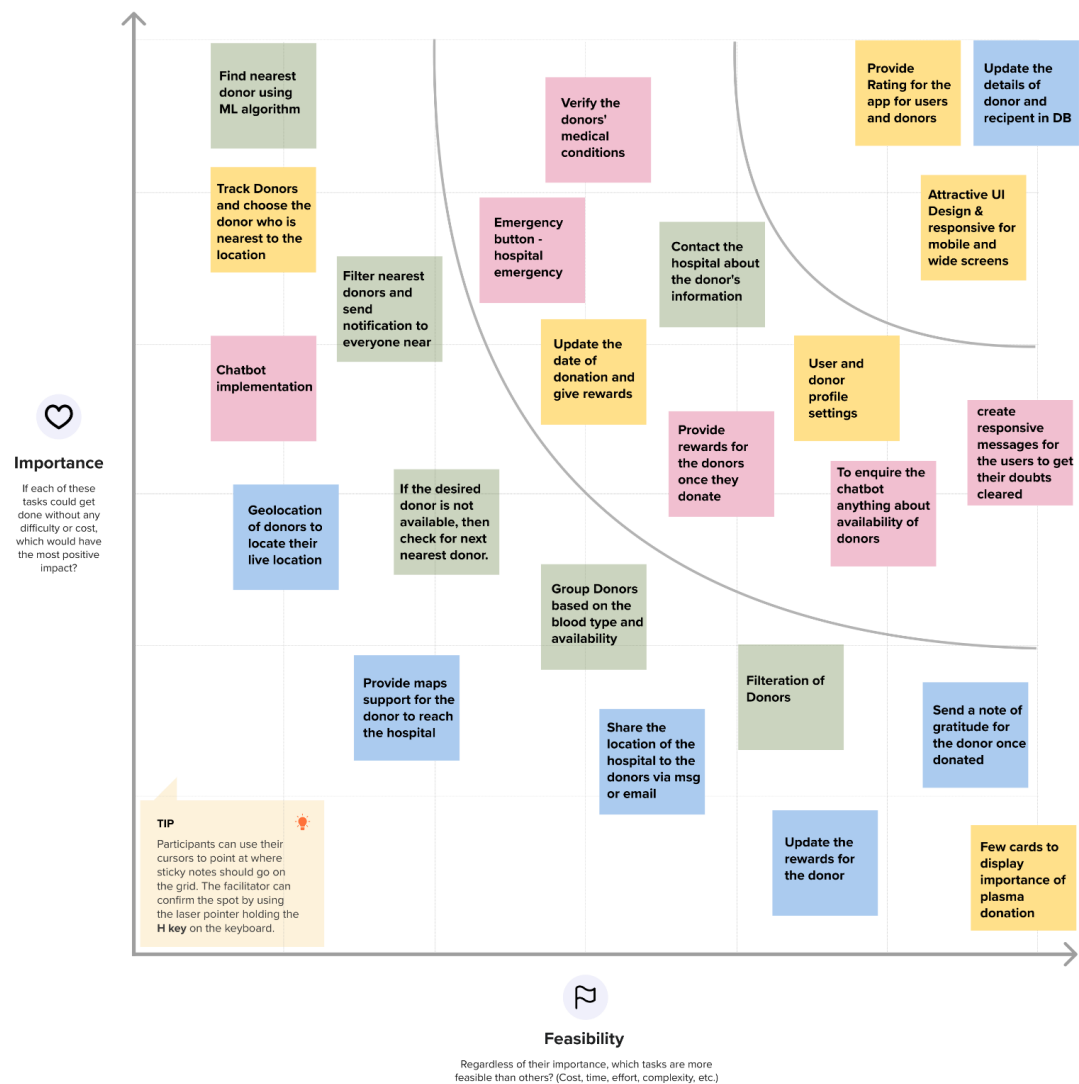 Find nearest
donor using
ML algorithm
Verify the
donors'
medical
conditions
Provide
Rating for the
app for users
and donors
Update the
details of
donor and
recipent in DB
Track Donors
and choose the
donor who is
nearest to the
location
Emergency
button -
hospital
emergency
Attractive UI
Design &
responsive for
mobile and
wide screens
Filter nearest
donors and
send
notification to
everyone near
Contact the
hospital about
the donor's
information
Chatbot
implementation
Update the
date of
donation and
give rewards
User and
donor
profile
settings
Provide
rewards for
the donors
once they
donate
create
responsive
messages for
the users to get
their doubts
cleared
To enquire the
chatbot
anything about
availability of
donors
Importance
If each of these
tasks could get
done without any
difficulty or cost,
which would have
the most positive
impact?
Geolocation
of donors to
locate their
live location
If the desired
donor is not
available, then
check for next
nearest donor.
Group Donors
based on the
blood type and
availability
Provide maps
support for the
donor to reach
the hospital
Filteration of
Donors
Share the
location of the
hospital to the
donors via msg
or email
Send a note of
gratitude for
the donor once
donated
TIP
Participants can use their
cursors to point at where
sticky notes should go on
the grid. The facilitator can
confirm the spot by using
the laser pointer holding the
H key on the keyboard.
Update the
rewards for
the donor
Few cards to
display
importance of
plasma
donation
Feasibility
Regardless of their importance, which tasks are more
feasible than others? (Cost, time, effort, complexity, etc.)